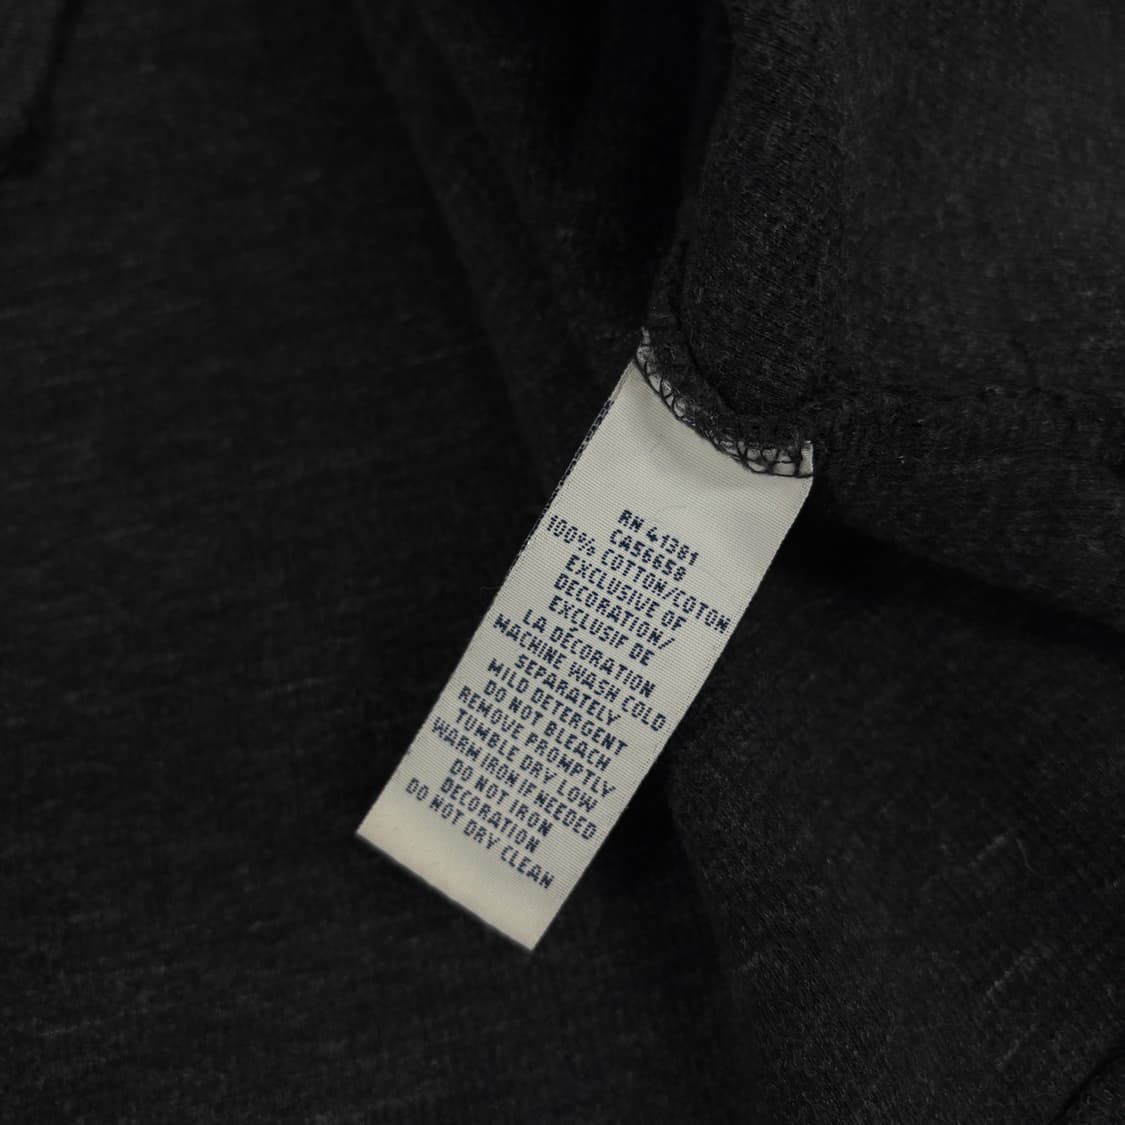 RN 41381
CA56658
100% COTTON/COTON
EXCLUSIVE OF
DECORATION/
EXCLUSIF DE
LA DÉCORATION
MACHINE WASH COLD
SEPARATELY
MILD DETERGENT
DO NOT BLEACH
REMOVE PROMPTLY
TUMBLE DRY LOW
WARM IRON IF NEEDED
DO NOT IRON
DECORATION
DO NOT DRY CLEAN